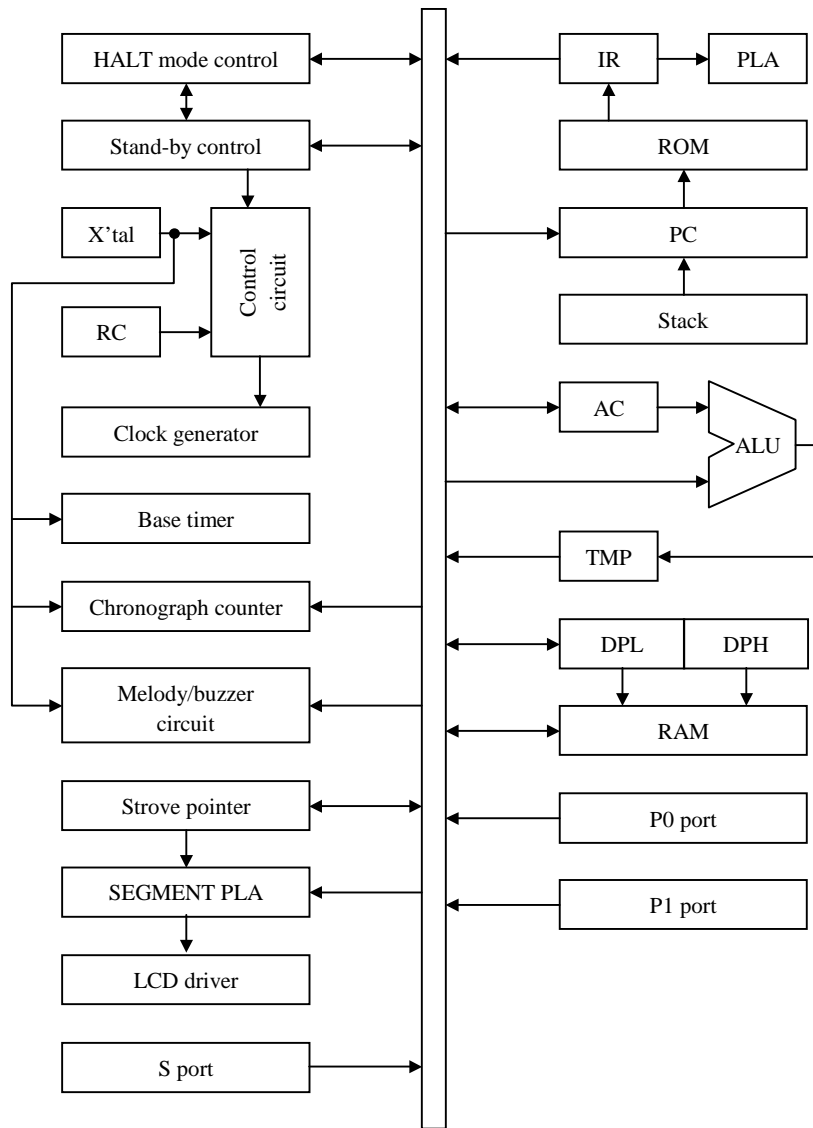 HALT mode control
Stand-by control
X'tal
RC
Control
circuit
Clock generator
Base timer
Chronograph counter
Melody/buzzer
circuit
Strove pointer
SEGMENT PLA
LCD driver
S port
IR
PLA
ROM
PC
Stack
AC
ALU
TMP
DPL
DPH
RAM
P0 port
P1 port